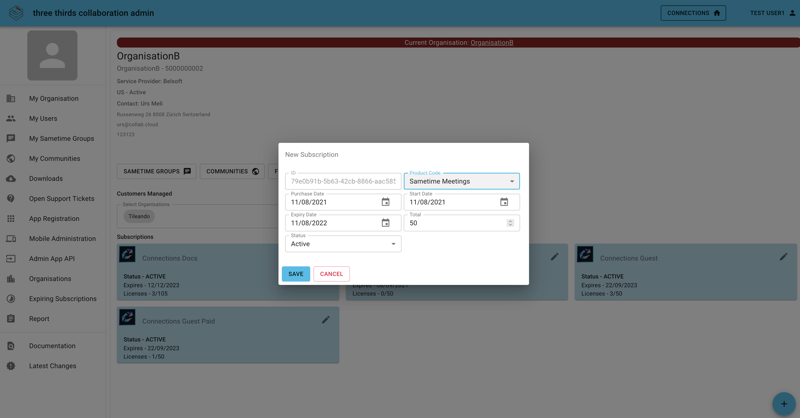 three thirds collaboration admin
CONNECTIONS
TEST USER1
Current Organisation: OrganisationB
OrganisationB
OrganisationB - 5000000002
Service Provider: Belsoft
US - Active
Contact: Urs Meli
Russenweg 26 8008 Zürich Switzerland
urs@collab.cloud
123123
My Organisation
My Users
My Sametime Groups
My Communities
Downloads
Open Support Tickets
App Registration
Mobile Administration
Admin App API
Organisations
Expiring Subscriptions
Report
Documentation
Latest Changes
SAMETIME GROUPS
COMMUNITIES
Customers Managed
Select Organisations
Tileando
Subscriptions
Connections Docs
Status - ACTIVE
Expires - 12/12/2023
Licenses - 3/105
Licenses - 0/50
Connections Guest
Status - ACTIVE
Expires - 22/09/2023
Licenses - 3/50
Connections Guest Paid
Status - ACTIVE
Expires - 22/09/2023
Licenses - 1/50
New Subscription
ID
79e0b91b-5b63-42cb-8866-aac585
Product Code
Sametime Meetings
Purchase Date
11/08/2021
Start Date
11/08/2021
Expiry Date
11/08/2022
Total
50
Status
Active
SAVE
CANCEL